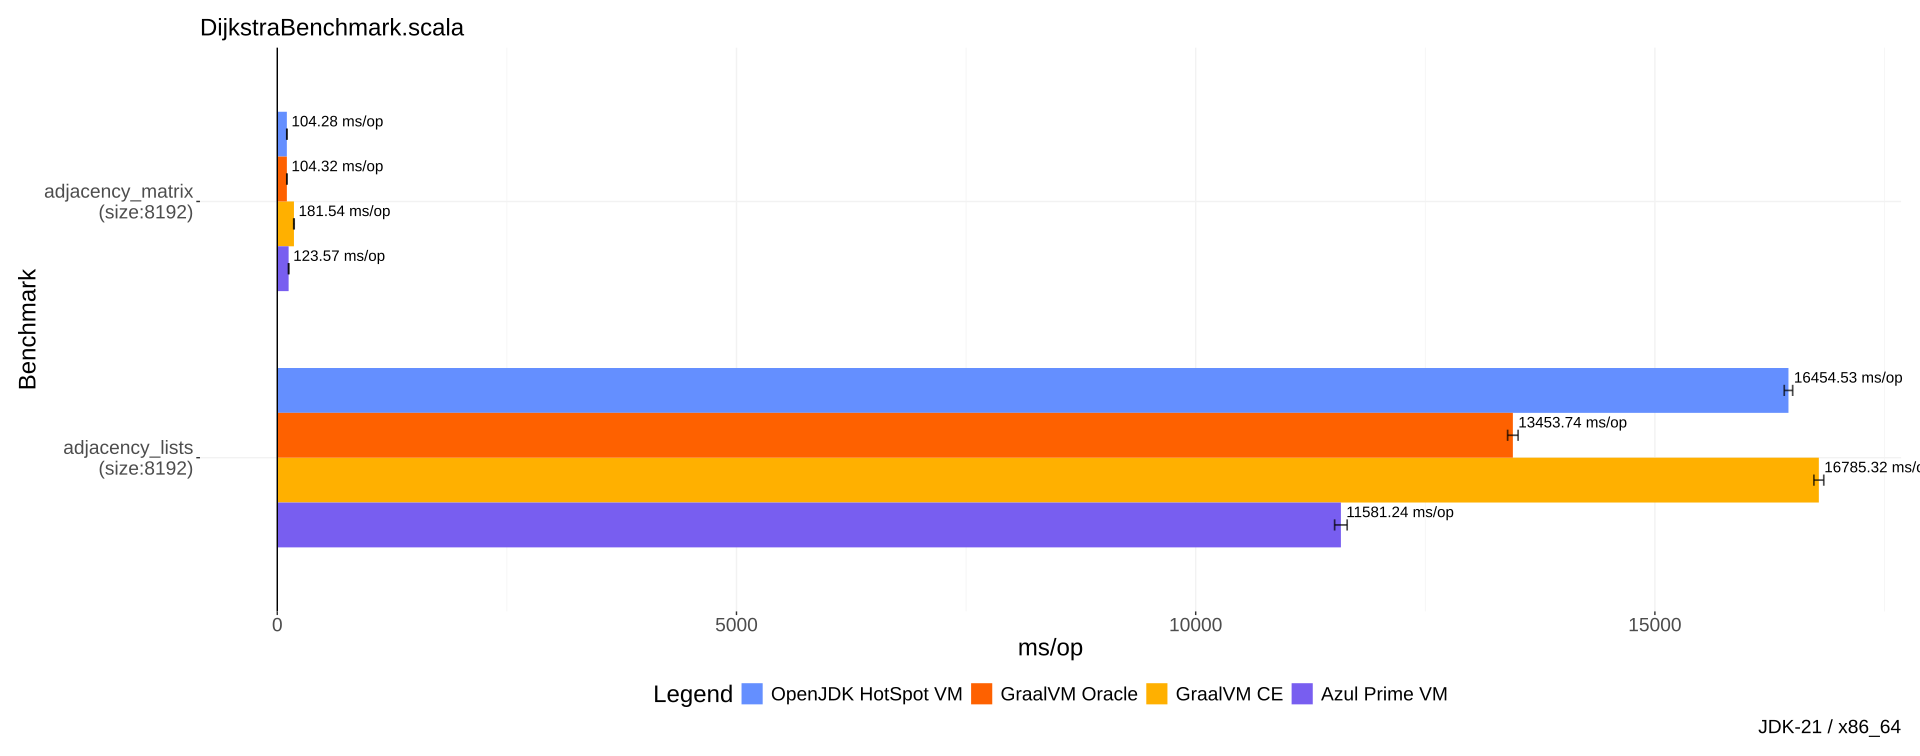 DijkstraBenchmark.scala
104.28 ms/op
104.32 ms/op
adjacency_matrix
(size:8192)
181.54 ms/op
123.57 ms/op
Benchmark
16454.53 ms/op
13453.74 ms/op
adjacency_lists
(size:8192)
16785.32 ms/o
11581.24 ms/op
0 5000 10000 15000
ms/op
Legend OpenJDK HotSpot VM GraalVM Oracle GraalVM CE Azul Prime VM
JDK-21 / x86_64